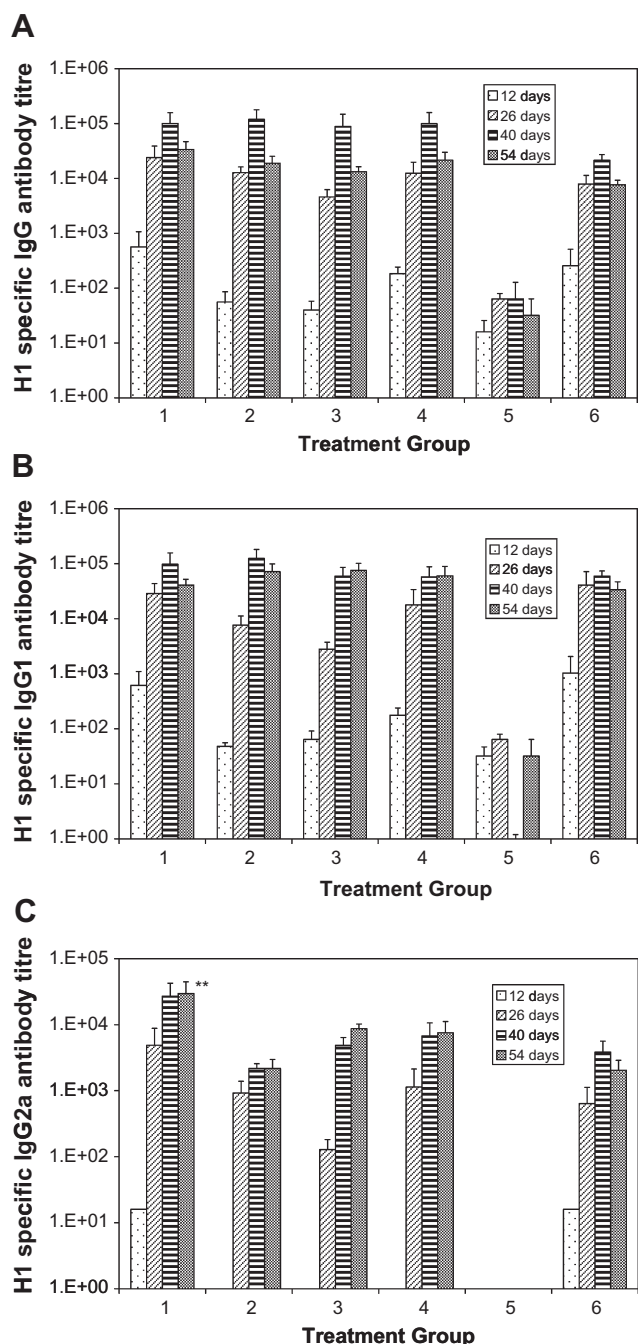 A
H1 specific IgG antibody titre
1.E+06
1.E+05
1.E+04
1.E+03
1.E+02
1.E+01
1.E+00
12 days
26 days
40 days
54 days
1 2 3 4 5 6
Treatment Group
B
H1 specific IgG1 antibody titre
1.E+06
1.E+05
1.E+04
1.E+03
1.E+02
1.E+01
1.E+00
12 days
26 days
40 days
54 days
1 2 3 4 5 6
Treatment Group
C
H1 specific IgG2a antibody titre
1.E+05
1.E+04
1.E+03
1.E+02
1.E+01
1.E+00
**
12 days
26 days
40 days
54 days
1 2 3 4 5 6
Treatment Group